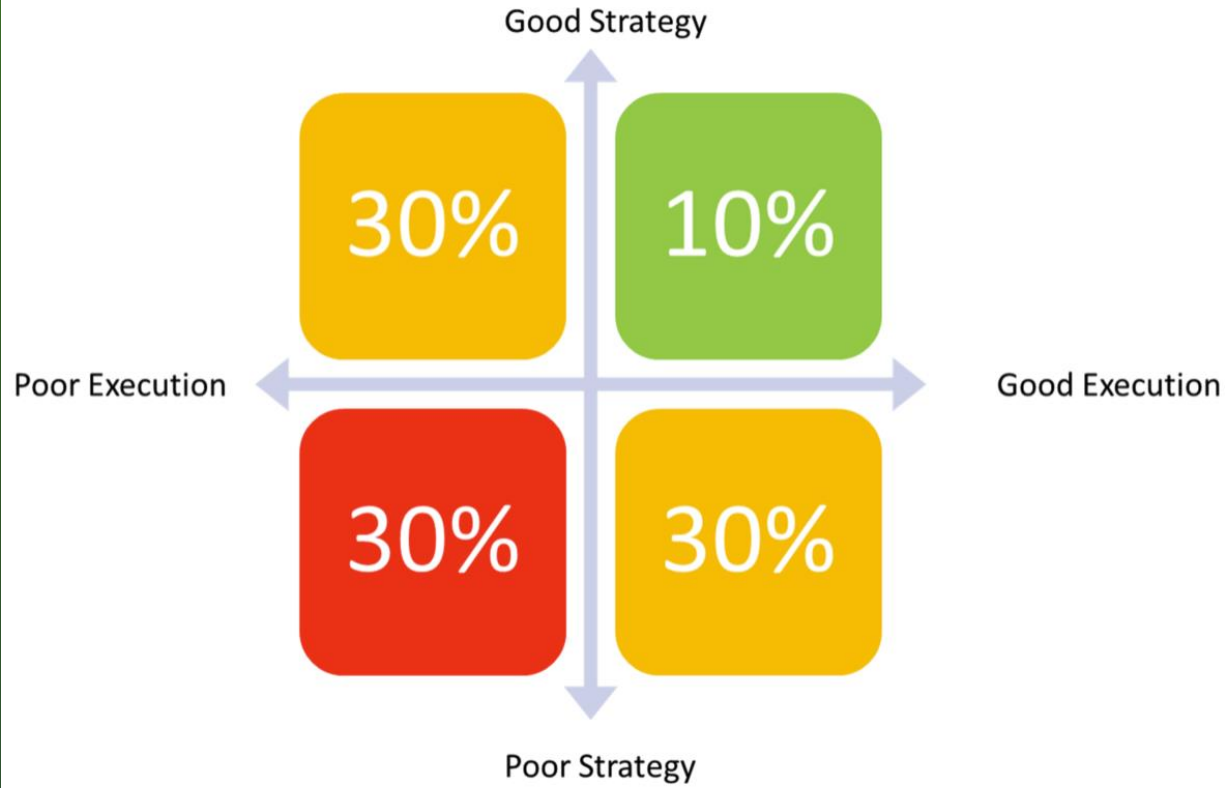 Good Strategy
30%
10%
Poor Execution
Good Execution
30%
30%
Poor Strategy